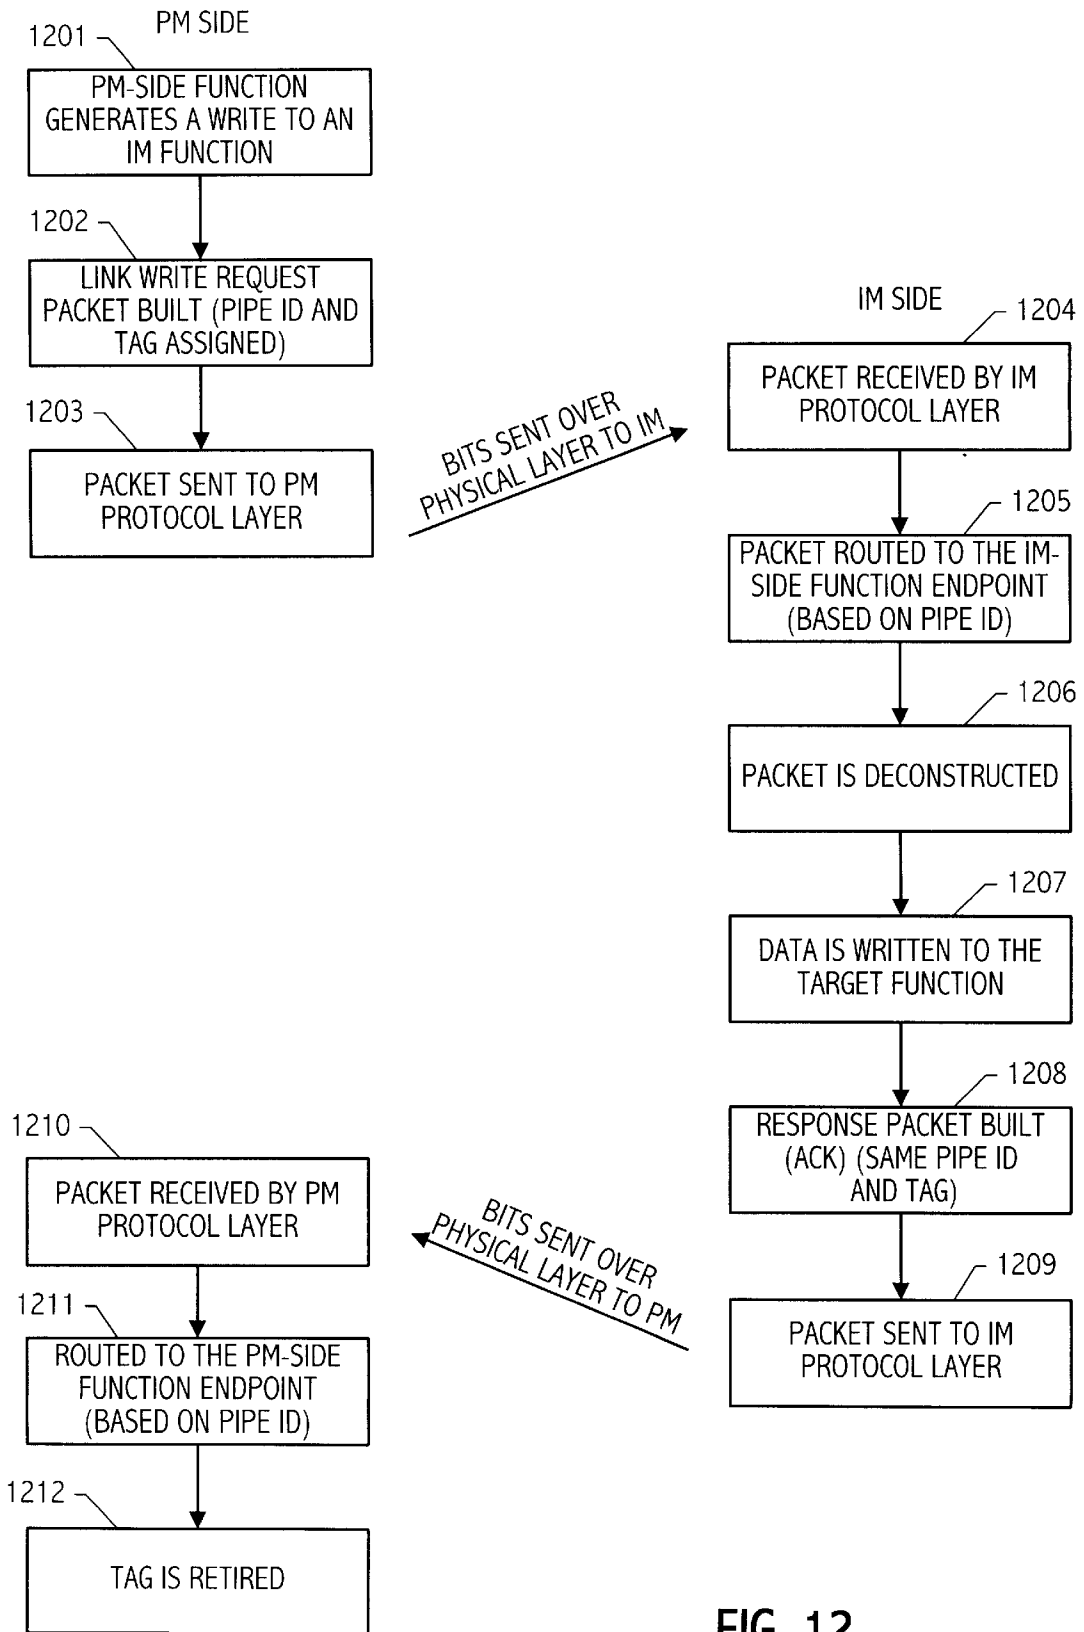 PM SIDE
1201
PM-SIDE FUNCTION
GENERATES A WRITE TO AN
IM FUNCTION
1202
LINK WRITE REQUEST
PACKET BUILT (PIPE ID AND
TAG ASSIGNED)
1203
PACKET SENT TO PM
PROTOCOL LAYER
BITS SENT OVER
PHYSICAL LAYER TO IM
IM SIDE
1204
PACKET RECEIVED BY IM
PROTOCOL LAYER
1205
PACKET ROUTED TO THE IM-
SIDE FUNCTION ENDPOINT
(BASED ON PIPE ID)
1206
PACKET IS DECONSTRUCTED
1207
DATA IS WRITTEN TO THE
TARGET FUNCTION
1208
RESPONSE PACKET BUILT
(ACK) (SAME PIPE ID
AND TAG)
1209
PACKET SENT TO IM
PROTOCOL LAYER
BITS SENT OVER
PHYSICAL LAYER TO PM
1210
PACKET RECEIVED BY PM
PROTOCOL LAYER
1211
ROUTED TO THE PM-SIDE
FUNCTION ENDPOINT
(BASED ON PIPE ID)
1212
TAG IS RETIRED
FIG. 12